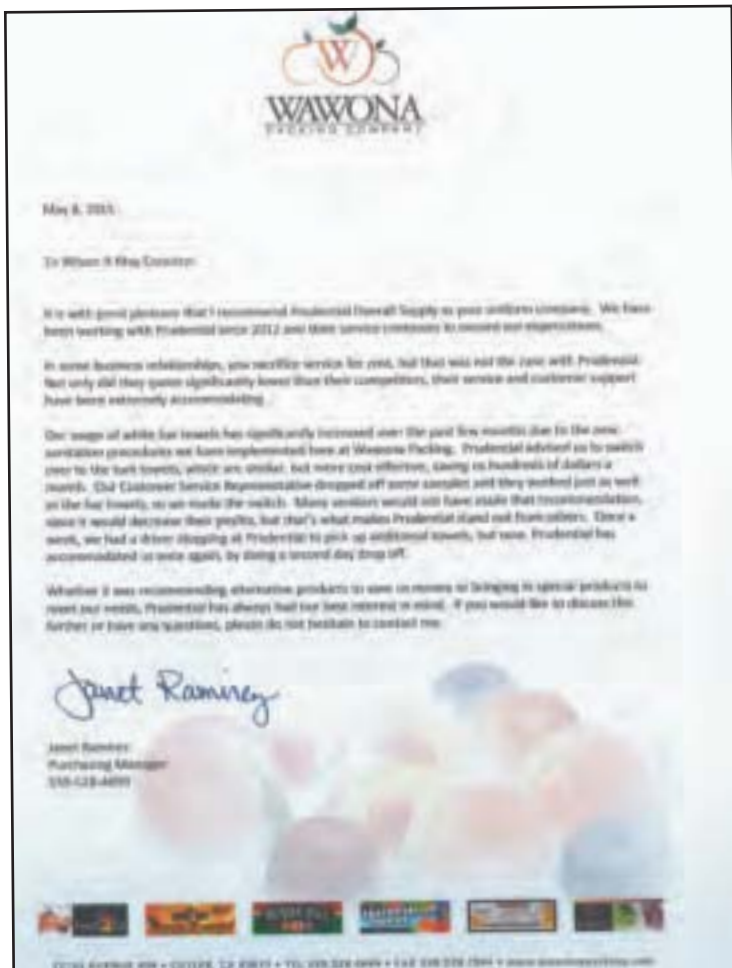 W
WAWONA
PACKING COMPANY
May 8,
To Whom It May Concern:
It is with great pleasure that I recommend Prudential Overall Supply as your uniform company. We have
been working with Prudential since 2012 and their service continues to exceed our expectations.
In some business relationships, you sacrifice service for cost, but that was not the case with Prudential.
Not only did they quote significantly lower than their competitors, their service and customer support
have been extremely accommodating.
Our usage of white bar towels has significantly increased over the past few months due to the new
sanitation procedures we have implemented here at Wawona Packing. Prudential advised us to switch
over to the turk towels, which are similar, but more cost effective, saving us hundreds of dollars a
month. Our Customer Service Representative dropped off some samples and they worked just as well
as the bar towels, so we made the switch. Many vendors would not have made that recommendation,
since it would decrease their profits, but that's what makes Prudential stand out from others. Once a
week, we had a driver stopping at Prudential to pick up additional towels, but now Prudential has
accommodated us once again, by doing a second day drop off.
Whether it was recommending alternative products to save us money or bringing in special products to
meet our needs, Prudential has always had our best interest in mind. If you would like to discuss this
further or have any questions, please do not hesitate to contact me.
Janet Ramirez
Janet Ramirez
Purchasing Manager
WAWONA
AVENUE • CUTLER, CA • TEL • FAX